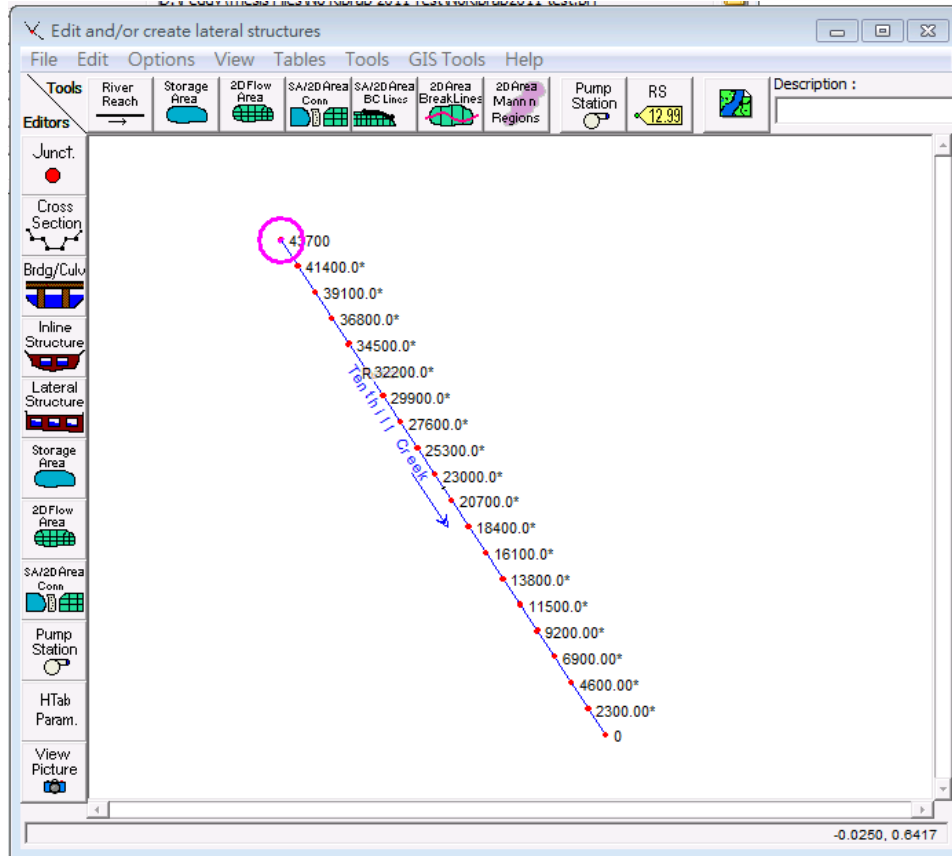 Edit and/or create lateral structures
File Edit Options View Tables Tools GIS Tools Help
Tools
Editors
River
Reach
Storage
Area
2D Flow
Area
SA/2D Area
Conn
SA/2D Area
BC Lines
2D Area
BreakLines
2D Area
Mann n
Regions
Pump
Station
RS
12.99
Description :
Junct.
Cross
Section
Brdg/Culv
Inline
Structure
Lateral
Structure
Storage
Area
2D Flow
Area
SA/2D Area
Conn
Pump
Station
HTab
Param.
View
Picture
43700
41400.0*
39100.0*
36800.0*
34500.0*
R32200.0*
29900.0*
27600.0*
25300.0*
23000.0*
20700.0*
18400.0*
16100.0*
13800.0*
11500.0*
9200.00*
6900.00*
4600.00*
2300.00*
0
Tenthill Creek
-0.0250, 0.6417